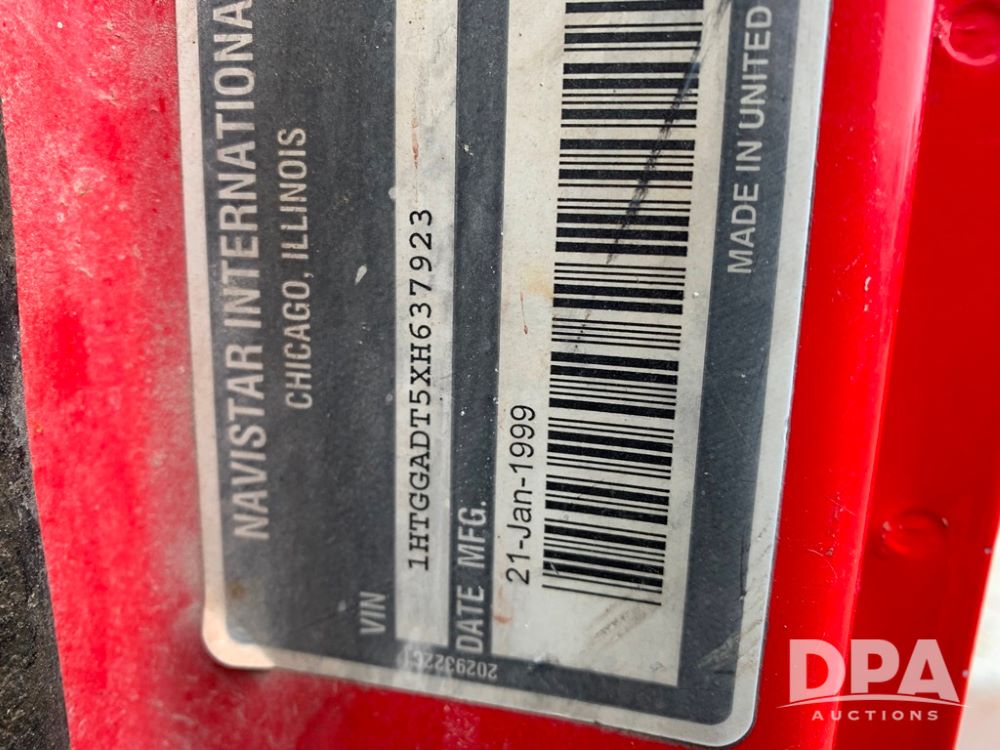 NAVISTAR INTERNATIONA
CHICAGO, ILLINOIS
VIN
1HTGGADT5XH637923
DATE MFG.
21-Jan-1999
MADE IN UNITED
DPA
AUCTIONS